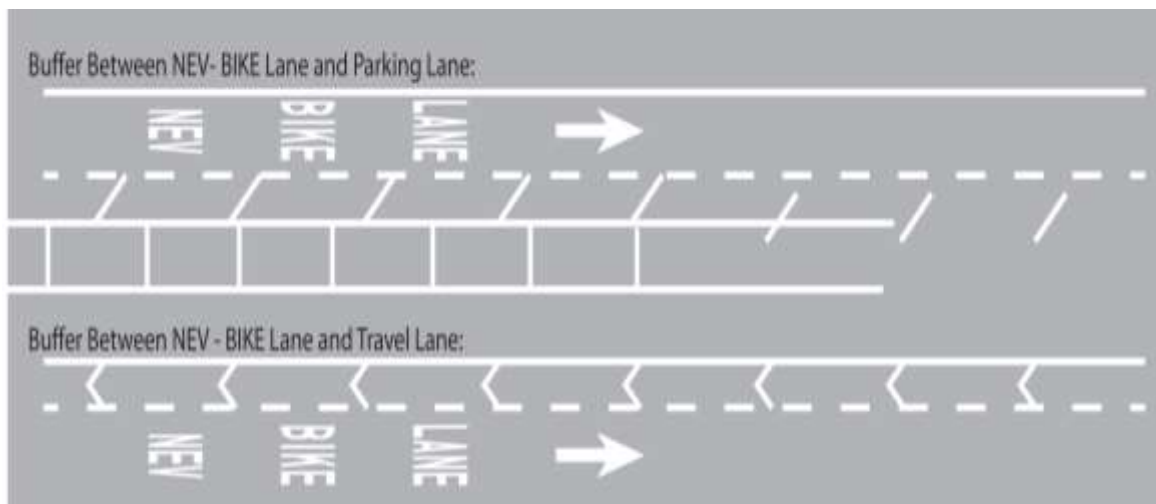 Buffer Between NEV- BIKE Lane and Parking Lane:
NEV BIKE LANE
Buffer Between NEV - BIKE Lane and Travel Lane:
NEV BIKE LANE